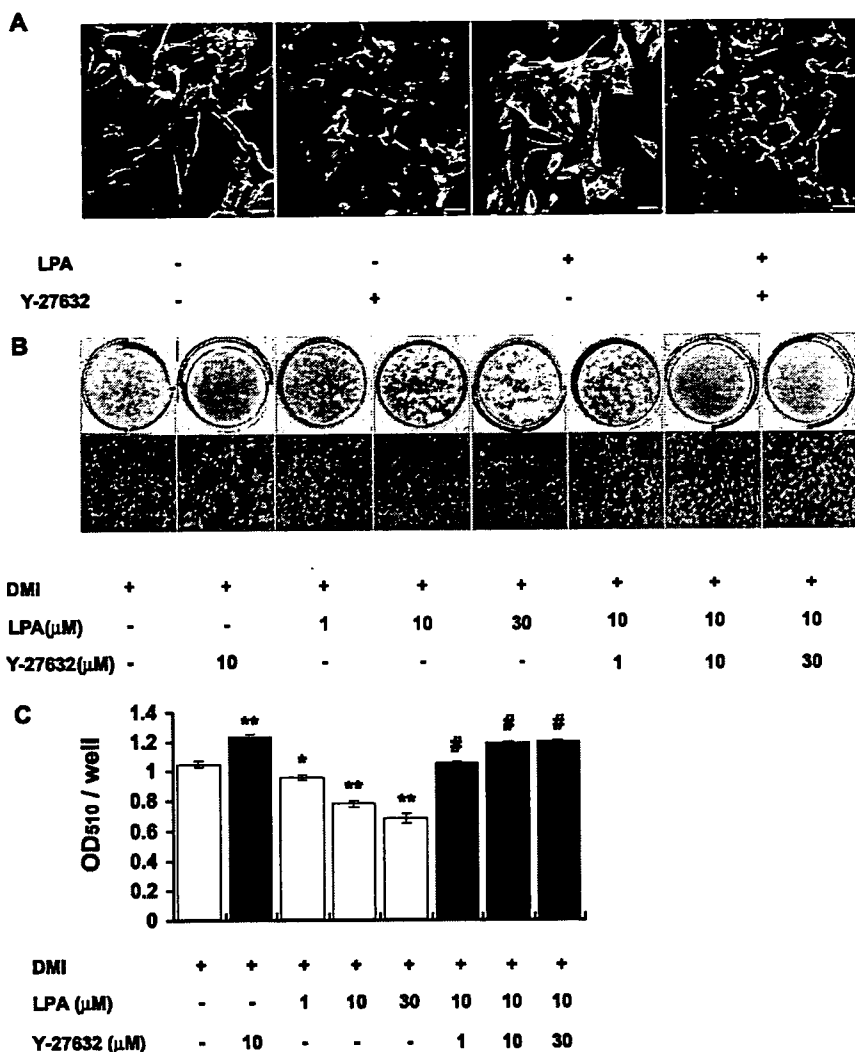 A
LPA - - + +
Y-27632 - + - +
B
DMI + + + + + + + +
LPA(μM) - - 1 10 30 10 10 10
Y-27632(μM) - 10 - - - 1 10 30
C
OD510 / well
1.4
1.2
1
0.8
0.6
0.4
0.2
0
** * ** ** # # #
DMI + + + + + + + +
LPA (μM) - - 1 10 30 10 10 10
Y-27632 (μM) - 10 - - - 1 10 30